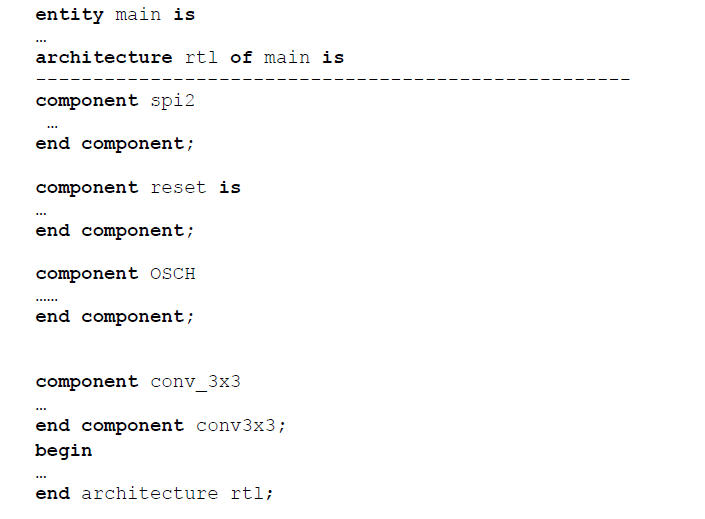 entity main is
…
architecture rtl of main is
----------------------------------------------------
component spi2
…
end component;
component reset is
…
end component;
component OSCH
……
end component;
component conv_3x3
…
end component conv3x3;
begin
…
end architecture rtl;